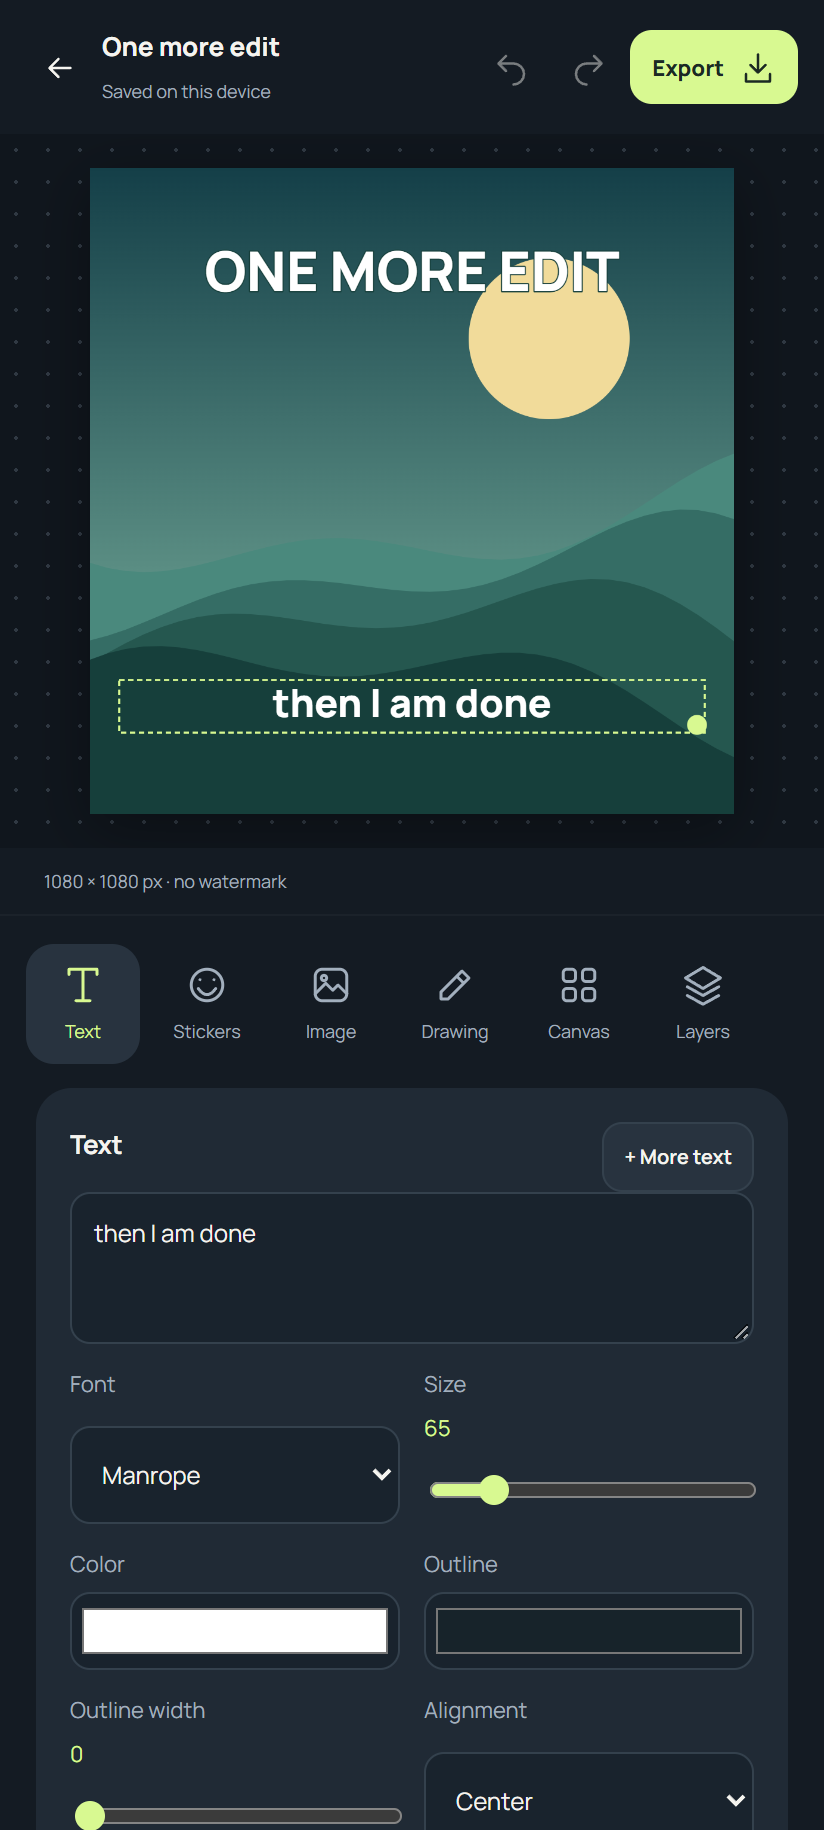 One more edit
Saved on this device
Export
ONE MORE EDIT
then I am done
1080 × 1080 px · no watermark
Text
Stickers
Image
Drawing
Canvas
Layers
Text
+ More text
then I am done
Font
Size
65
Manrope
Color
Outline
Outline width
Alignment
0
Center